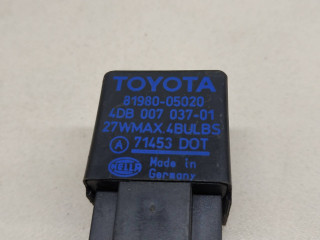 TOYOTA
81980-05020
4DB 007 037-01
27WMAX.4BULBS
A 71453 DOT
HELLA Made in
Germany